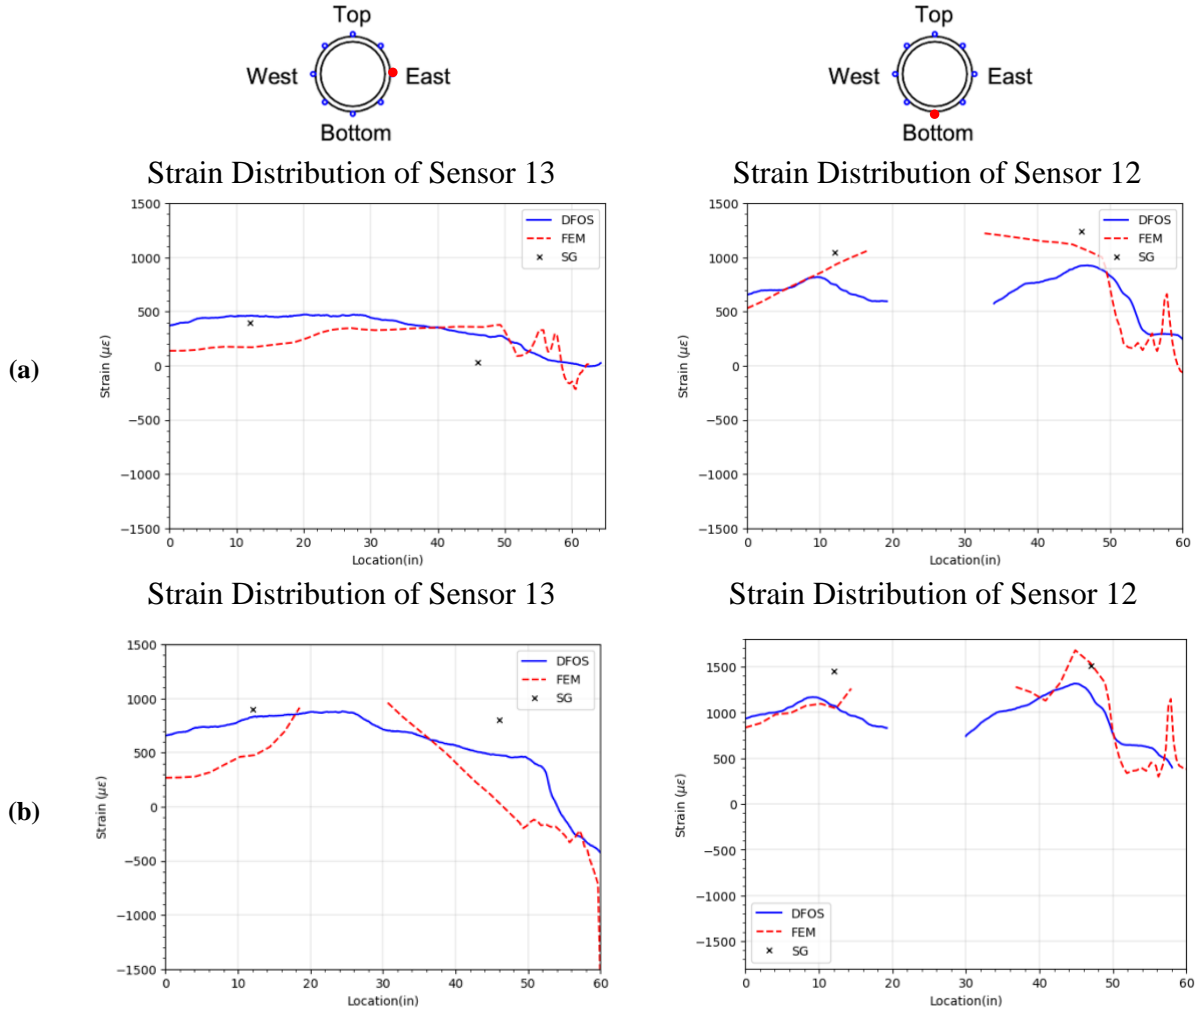 Top
West
East
Bottom
Top
West
East
Bottom
Strain Distribution of Sensor 13
Strain Distribution of Sensor 12
(a)
1500
1000
500
0
−500
−1000
−1500
Strain (με)
0 10 20 30 40 50 60
Location(in)
DFOS
FEM
SG
1500
1000
500
0
−500
−1000
−1500
Strain (με)
0 10 20 30 40 50 60
Location(in)
DFOS
FEM
SG
Strain Distribution of Sensor 13
Strain Distribution of Sensor 12
(b)
1500
1000
500
0
−500
−1000
−1500
Strain (με)
0 10 20 30 40 50 60
Location(in)
DFOS
FEM
SG
1500
1000
500
0
−500
−1000
−1500
Strain (με)
0 10 20 30 40 50 60
Location(in)
DFOS
FEM
SG